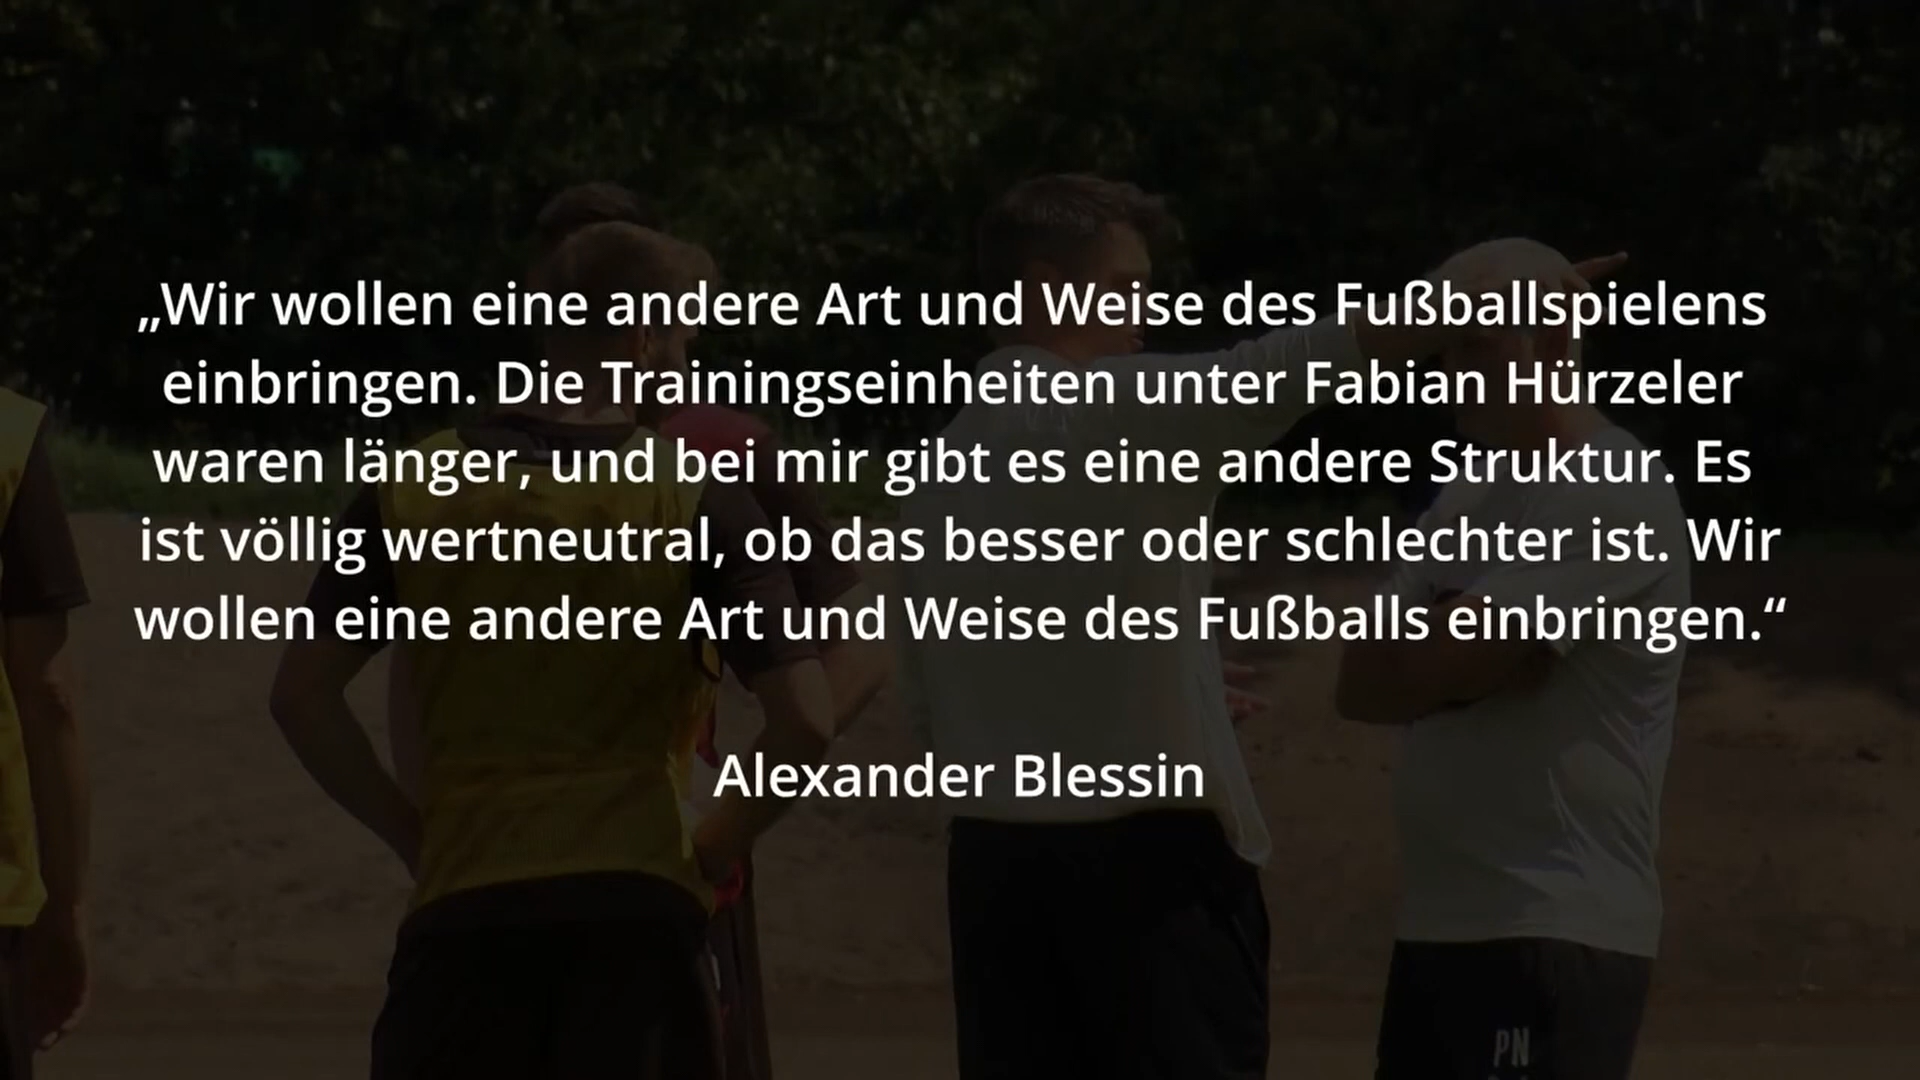 „Wir wollen eine andere Art und Weise des Fußballspielens
einbringen. Die Trainingseinheiten unter Fabian Hürzeler
waren länger, und bei mir gibt es eine andere Struktur. Es
ist völlig wertneutral, ob das besser oder schlechter ist. Wir
wollen eine andere Art und Weise des Fußballs einbringen.“
Alexander Blessin
PN